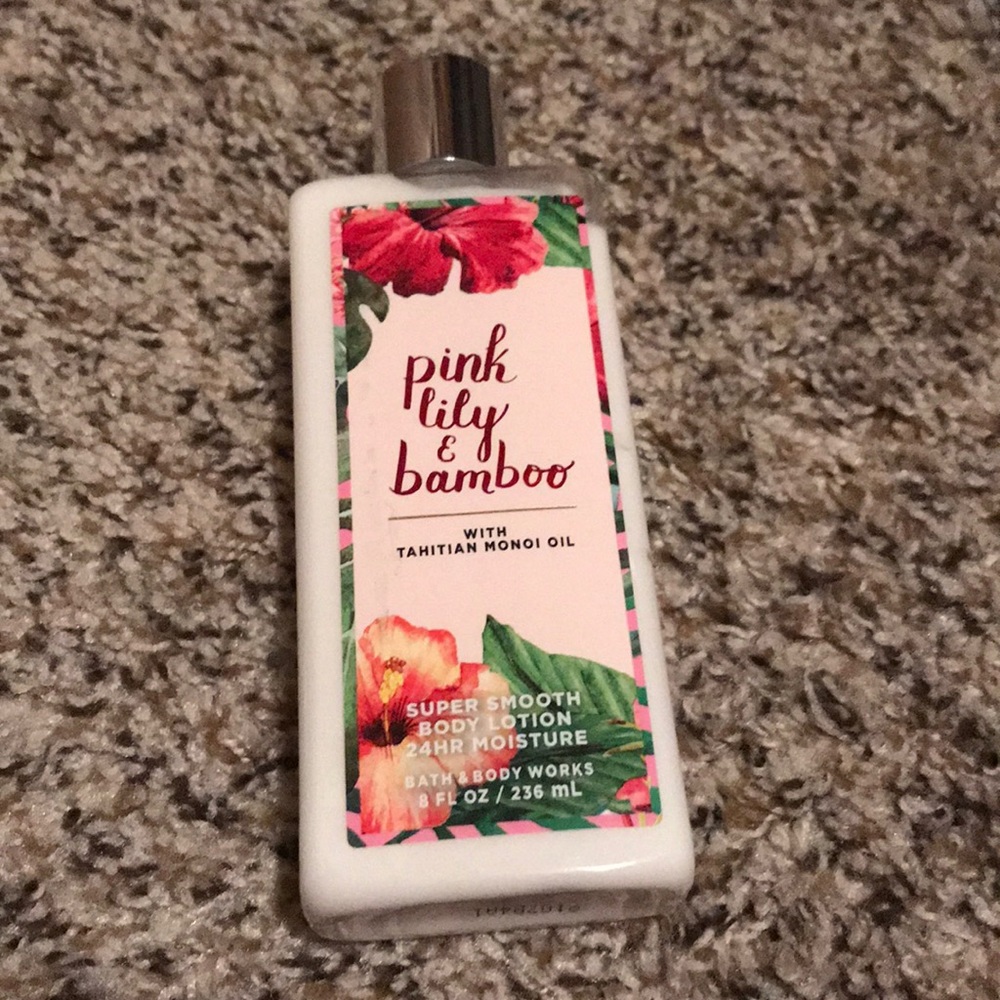 pink
lily
&
bamboo
WITH
TAHITIAN MONOI OIL
SUPER SMOOTH
BODY LOTION
24HR MOISTURE
BATH & BODY WORKS
8 FL OZ / 236 mL